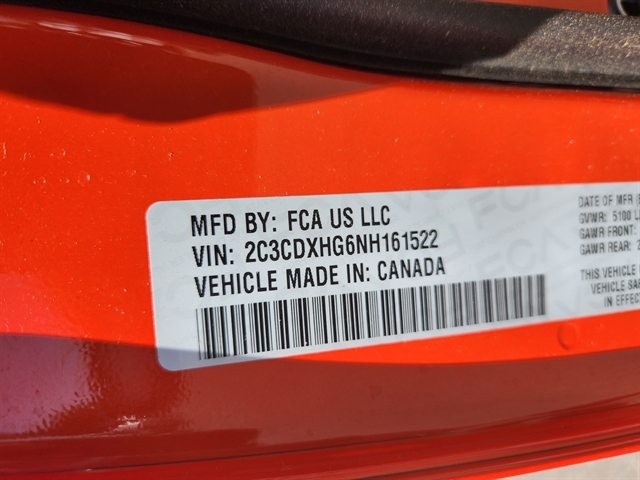 MFD BY: FCA US LLC
VIN: 2C3CDXHG6NH161522
VEHICLE MADE IN: CANADA
DATE OF MFR
GVWR: 5100
GAWR FRONT:
GAWR REAR:
THIS VEHICLE
VEHICLE
IN EFFEC